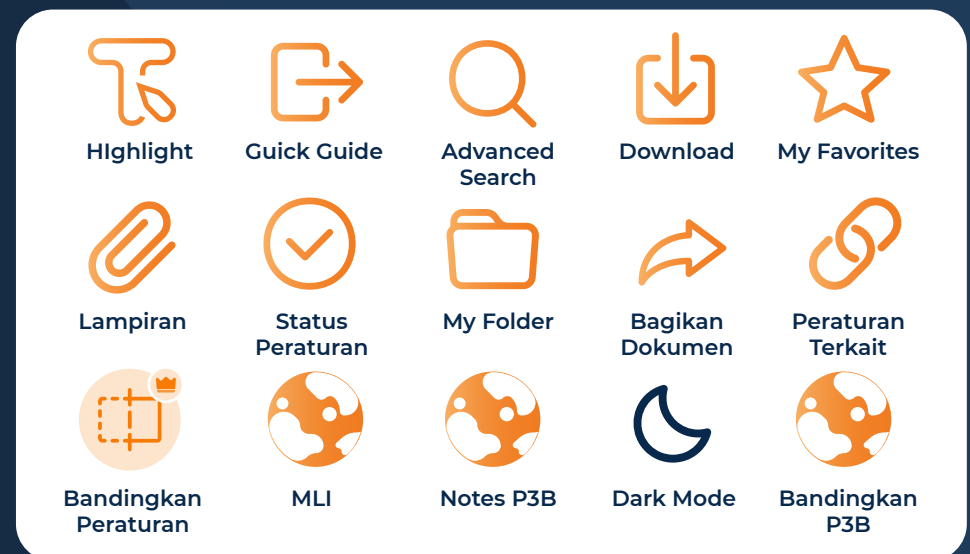 HIghlight
Guick Guide
Advanced
Search
Download
My Favorites
Lampiran
Status
Peraturan
My Folder
Bagikan
Dokumen
Peraturan
Terkait
Bandingkan
Peraturan
MLI
Notes P3B
Dark Mode
Bandingkan
P3B